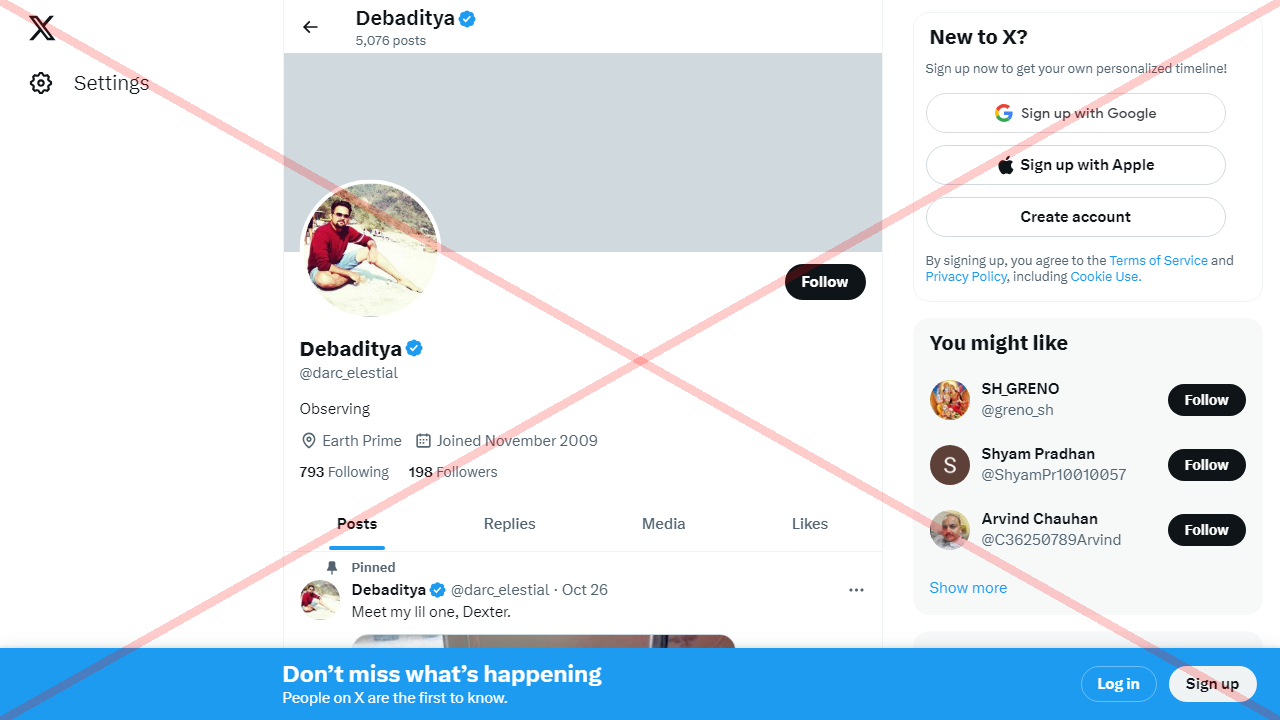 Settings
Debaditya
5,076 posts
Follow
Debaditya
@darc_elestial
Observing
Earth Prime Joined November 2009
793 Following 198 Followers
Posts Replies Media Likes
Pinned
Debaditya @darc_elestial · Oct 26
Meet my lil one, Dexter.
New to X?
Sign up now to get your own personalized timeline!
Sign up with Google
Sign up with Apple
Create account
By signing up, you agree to the Terms of Service and
Privacy Policy, including Cookie Use.
You might like
SH_GRENO
@greno_sh
Follow
S
Shyam Pradhan
@ShyamPr10010057
Follow
Arvind Chauhan
@C36250789Arvind
Follow
Show more
Don’t miss what’s happening
People on X are the first to know.
Log in
Sign up